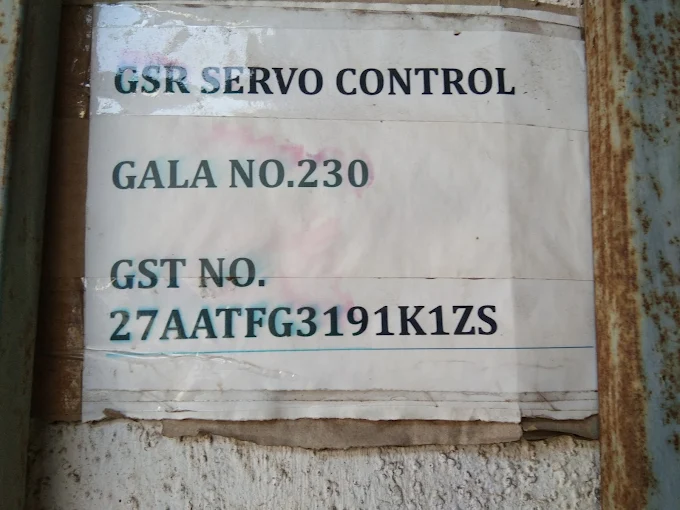 GSR SERVO CONTROL
GALA NO.230
GST NO.
27AATFG3191K1ZS